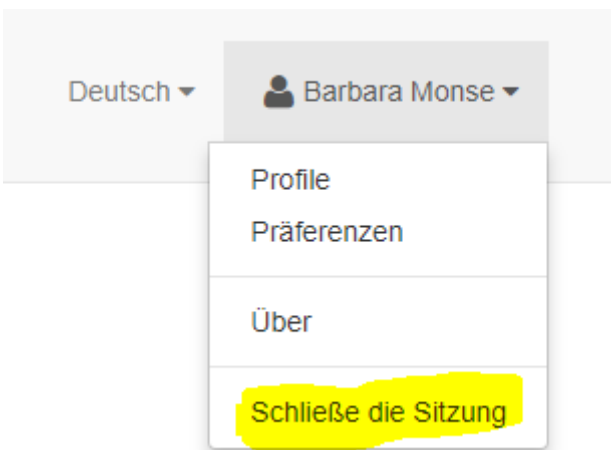 Deutsch Barbara Monse
Profile
Präferenzen
Über
Schließe die Sitzung